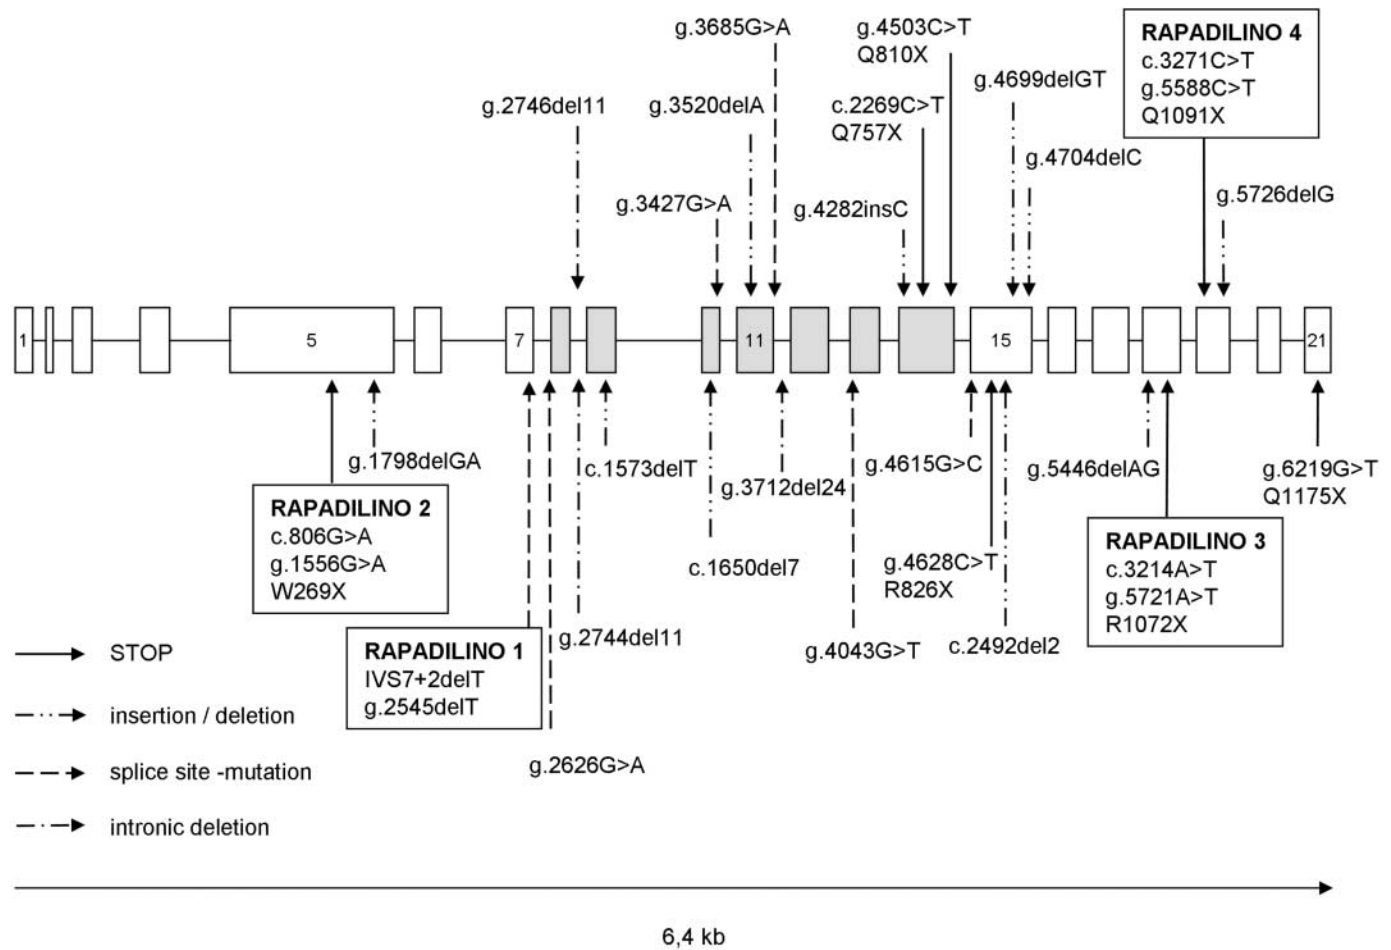 g.3685G>A
g.4503C>T
Q810X
RAPADILINO 4
c.3271C>T
g.5588C>T
Q1091X
g.2746del11
g.3520delA
c.2269C>T
Q757X
g.4699delGT
g.4704delC
g.3427G>A
g.4282insC
g.5726delG
1
5
7
11
15
21
g.1798delGA
c.1573delT
g.3712del24
g.4615G>C
g.5446delAG
g.6219G>T
Q1175X
RAPADILINO 2
c.806G>A
g.1556G>A
W269X
c.1650del7
g.4628C>T
R826X
RAPADILINO 3
c.3214A>T
g.5721A>T
R1072X
g.2744del11
g.4043G>T
c.2492del2
RAPADILINO 1
IVS7+2delT
g.2545delT
g.2626G>A
STOP
insertion / deletion
splice site -mutation
intronic deletion
6,4 kb